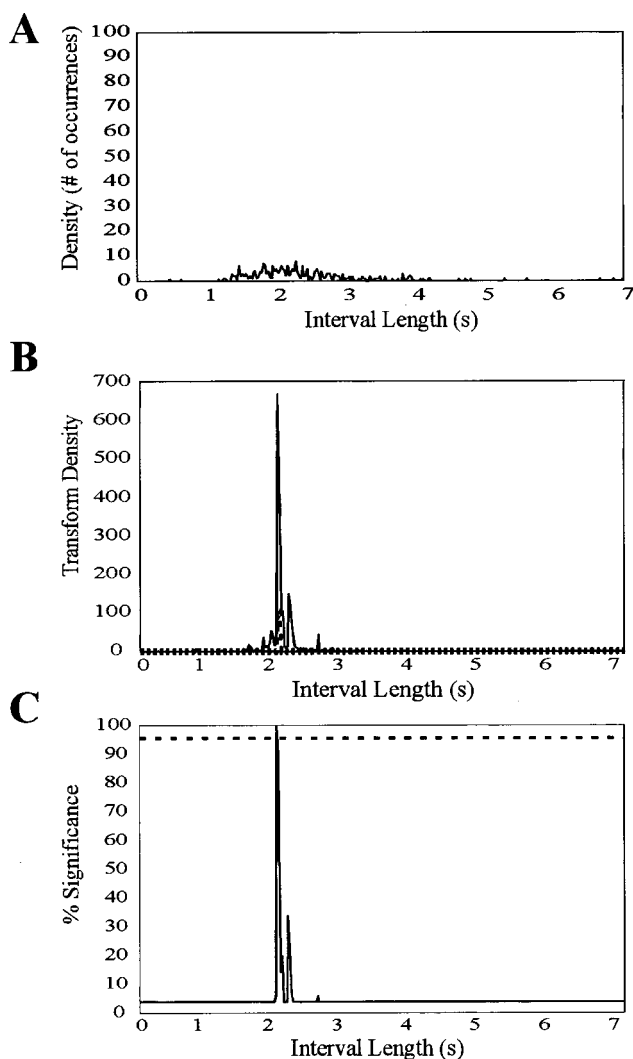 A
100
90
80
70
60
50
40
30
20
10
0
Density (# of occurrences)
0 1 2 3 4 5 6 7
Interval Length (s)
B
700
600
500
400
300
200
100
0
Transform Density
0 1 2 3 4 5 6 7
Interval Length (s)
C
100
90
80
70
60
50
40
30
20
10
0
% Significance
0 1 2 3 4 5 6 7
Interval Length (s)